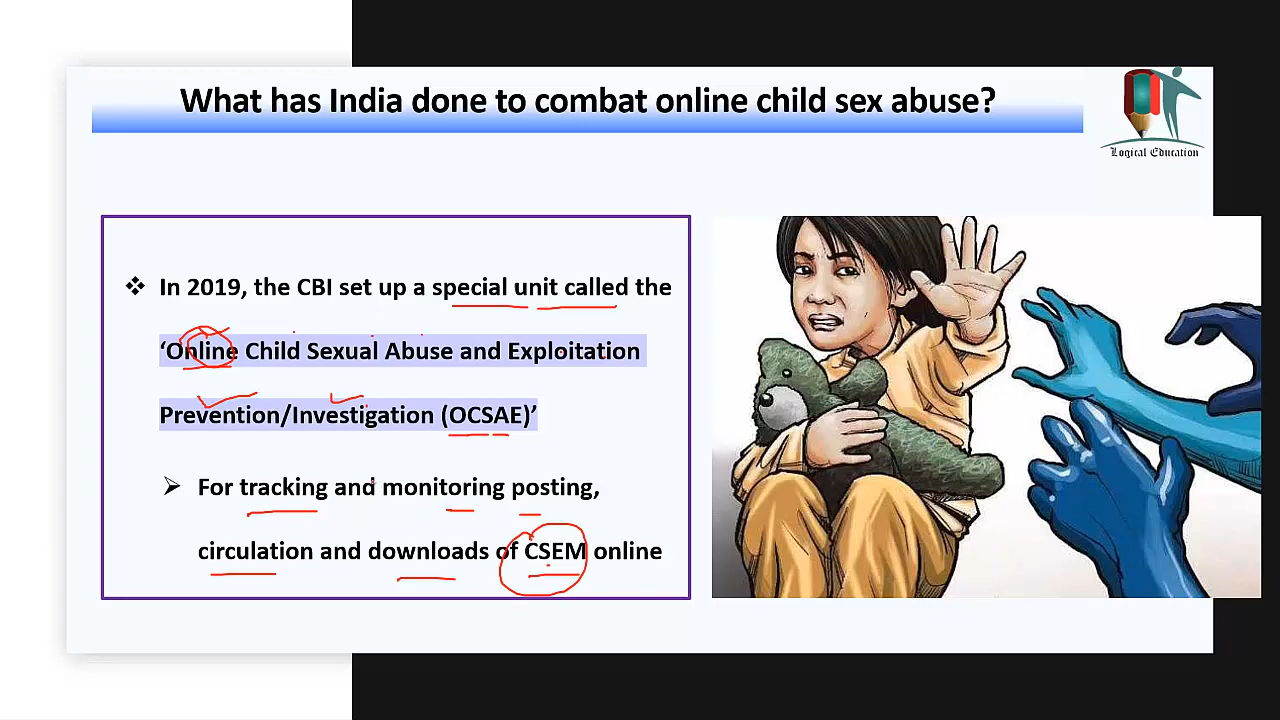 What has India done to combat online child sex abuse?
Logical Education
❖ In 2019, the CBI set up a special unit called the
‘Online Child Sexual Abuse and Exploitation
Prevention/Investigation (OCSAE)’
➢ For tracking and monitoring posting,
circulation and downloads of CSEM online